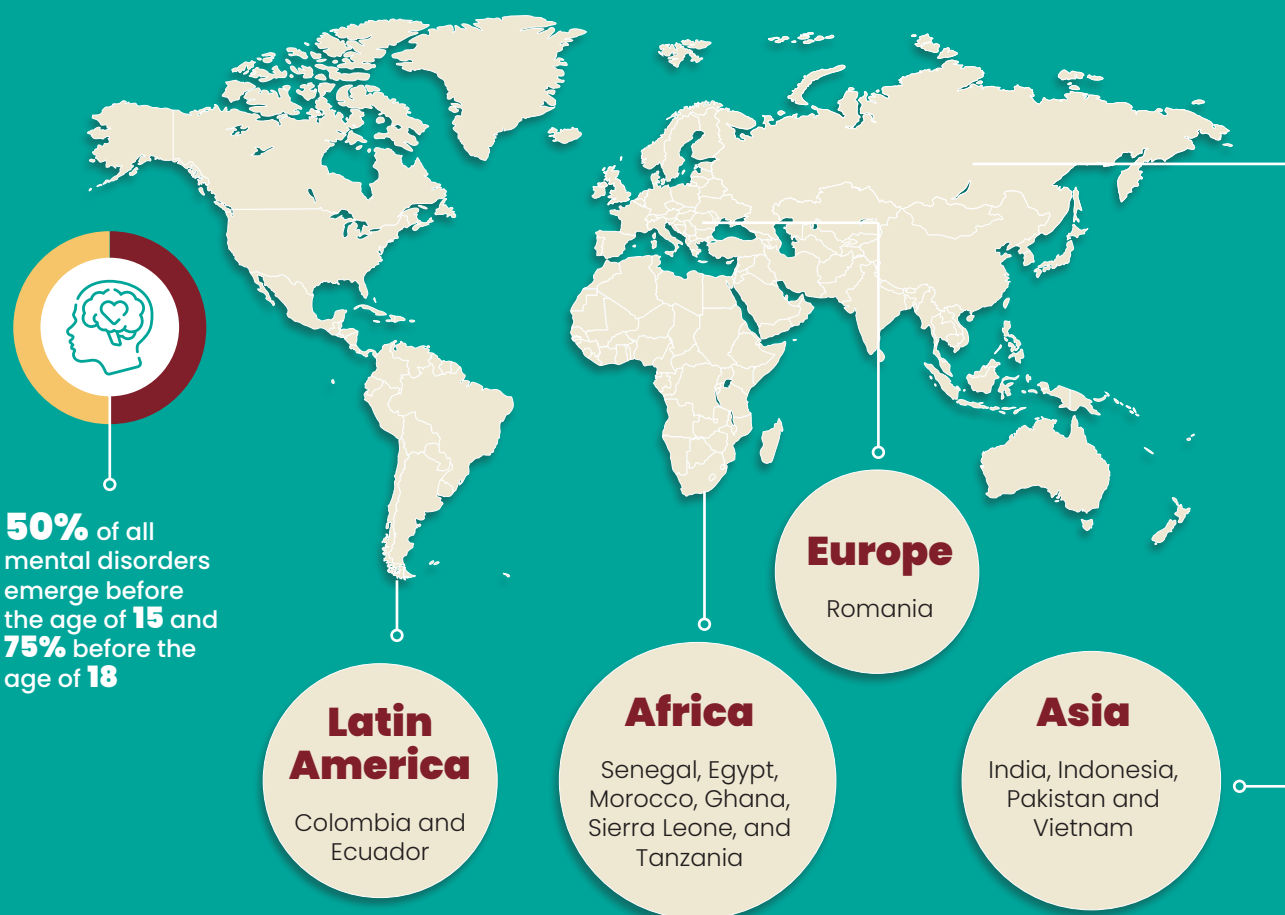 50% of all
mental disorders
emerge before
the age of 15 and
75% before the
age of 18
Latin
America
Colombia and
Ecuador
Africa
Senegal, Egypt,
Morocco, Ghana,
Sierra Leone, and
Tanzania
Europe
Romania
Asia
India, Indonesia,
Pakistan and
Vietnam